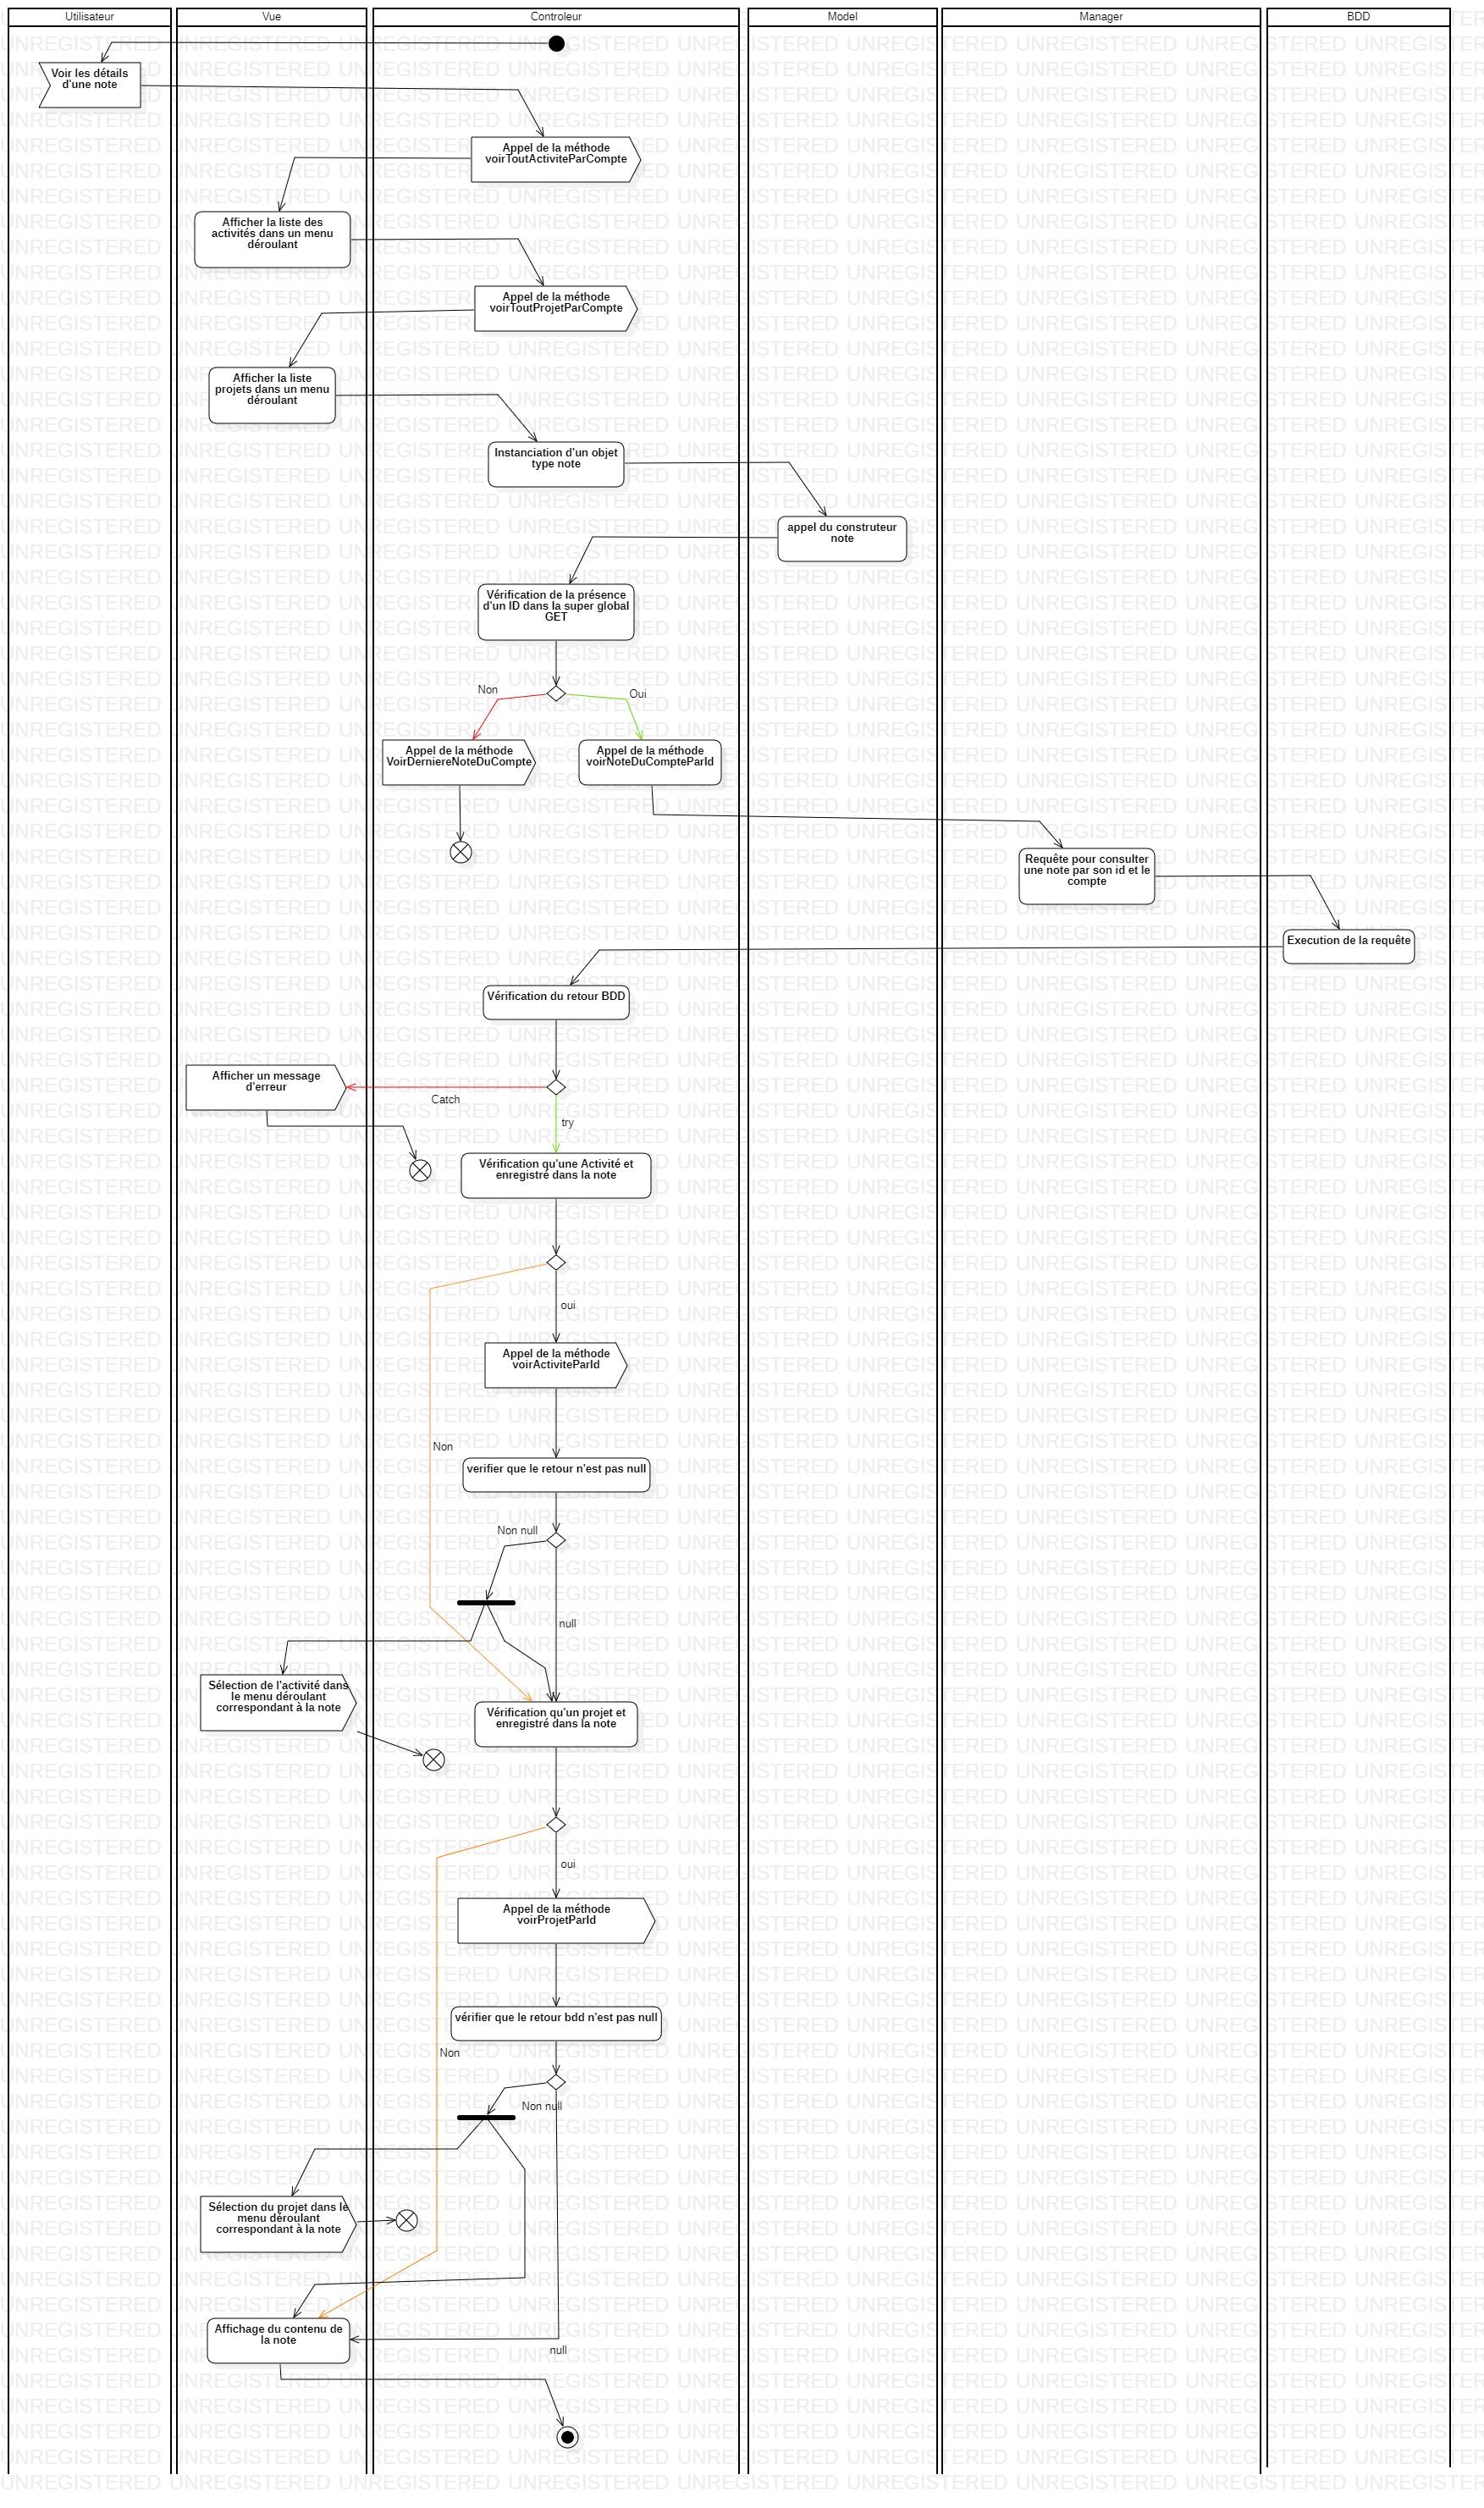 Utilisateur
Vue
Controleur
Model
Manager
BDD
Voir les détails
d'une note
Appel de la méthode
voirToutActiviteParCompte
Afficher la liste des
activités dans un menu
déroulant
Appel de la méthode
voirToutProjetParCompte
Afficher la liste
projets dans un menu
déroulant
Instanciation d'un objet
type note
appel du construteur
note
Vérification de la présence
d'un ID dans la super global
GET
Non
Oui
Appel de la méthode
VoirDerniereNoteDuCompte
Appel de la méthode
voirNoteDuCompteParId
Requête pour consulter
une note par son id et le
compte
Execution de la requête
Vérification du retour BDD
Afficher un message
d'erreur
Catch
try
Vérification qu'une Activité et
enregistré dans la note
oui
Appel de la méthode
voirActiviteParId
Non
verifier que le retour n'est pas null
Non null
null
Sélection de l'activité dans
le menu déroulant
correspondant à la note
Vérification qu'un projet et
enregistré dans la note
oui
Appel de la méthode
voirProjetParId
vérifier que le retour bdd n'est pas null
Non
Non null
Sélection du projet dans le
menu déroulant
correspondant à la note
Affichage du contenu de
la note
null
UNREGISTERED